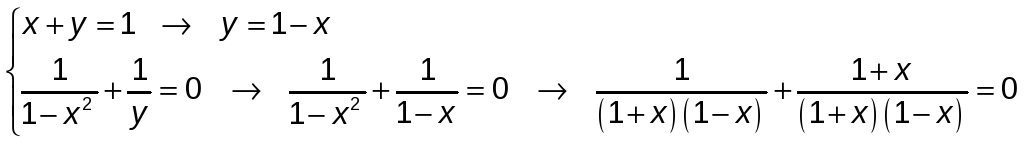 x + y = 1 → y = 1 − x
1/(1 − x²) + 1/y = 0 → 1/(1 − x²) + 1/(1 − x) = 0 → 1/((1 + x)(1 − x)) + (1 + x)/((1 + x)(1 − x)) = 0